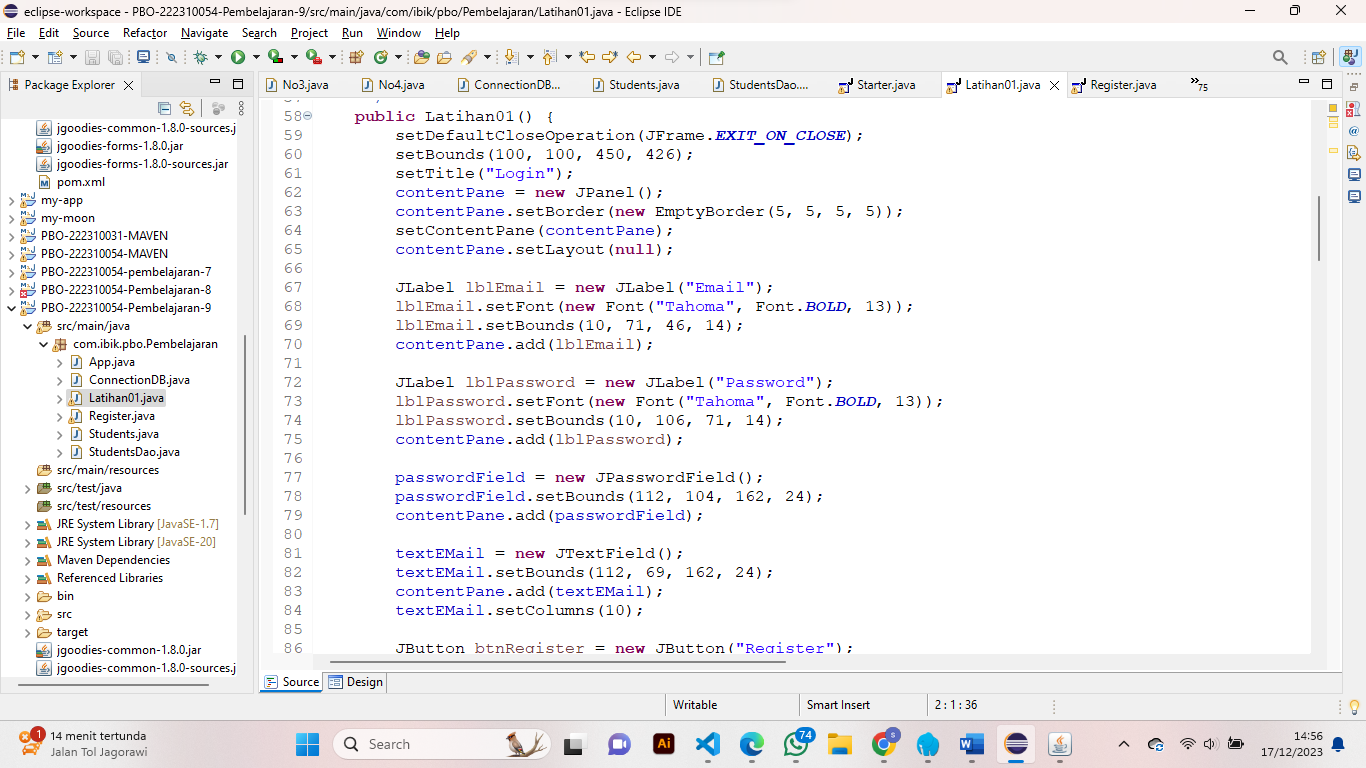 eclipse-workspace - PBO-222310054-Pembelajaran-9/src/main/java/com/ibik/pbo/Pembelajaran/Latihan01.java - Eclipse IDE
File Edit Source Refactor Navigate Search Project Run Window Help
Package Explorer
No3.java No4.java ConnectionDB... Students.java StudentsDao.... Starter.java Latihan01.java Register.java »75
jgoodies-common-1.8.0-sources.j
jgoodies-forms-1.8.0.jar
jgoodies-forms-1.8.0-sources.jar
pom.xml
my-app
my-moon
PBO-222310031-MAVEN
PBO-222310054-MAVEN
PBO-222310054-pembelajaran-7
PBO-222310054-Pembelajaran-8
PBO-222310054-Pembelajaran-9
src/main/java
com.ibik.pbo.Pembelajaran
App.java
ConnectionDB.java
Latihan01.java
Register.java
Students.java
StudentsDao.java
src/main/resources
src/test/java
src/test/resources
JRE System Library [JavaSE-1.7]
JRE System Library [JavaSE-20]
Maven Dependencies
Referenced Libraries
bin
src
target
jgoodies-common-1.8.0.jar
jgoodies-common-1.8.0-sources.j
58 public Latihan01() {
59 setDefaultCloseOperation(JFrame.EXIT_ON_CLOSE);
60 setBounds(100, 100, 450, 426);
61 setTitle("Login");
62 contentPane = new JPanel();
63 contentPane.setBorder(new EmptyBorder(5, 5, 5, 5));
64 setContentPane(contentPane);
65 contentPane.setLayout(null);
66
67 JLabel lblEmail = new JLabel("Email");
68 lblEmail.setFont(new Font("Tahoma", Font.BOLD, 13));
69 lblEmail.setBounds(10, 71, 46, 14);
70 contentPane.add(lblEmail);
71
72 JLabel lblPassword = new JLabel("Password");
73 lblPassword.setFont(new Font("Tahoma", Font.BOLD, 13));
74 lblPassword.setBounds(10, 106, 71, 14);
75 contentPane.add(lblPassword);
76
77 passwordField = new JPasswordField();
78 passwordField.setBounds(112, 104, 162, 24);
79 contentPane.add(passwordField);
80
81 textEMail = new JTextField();
82 textEMail.setBounds(112, 69, 162, 24);
83 contentPane.add(textEMail);
84 textEMail.setColumns(10);
85
86 JButton btnRegister = new JButton("Register");
Source Design
Writable Smart Insert 2 : 1 : 36
1
14 menit tertunda
Jalan Tol Jagorawi
Search
Ai
74
S
14:56
17/12/2023